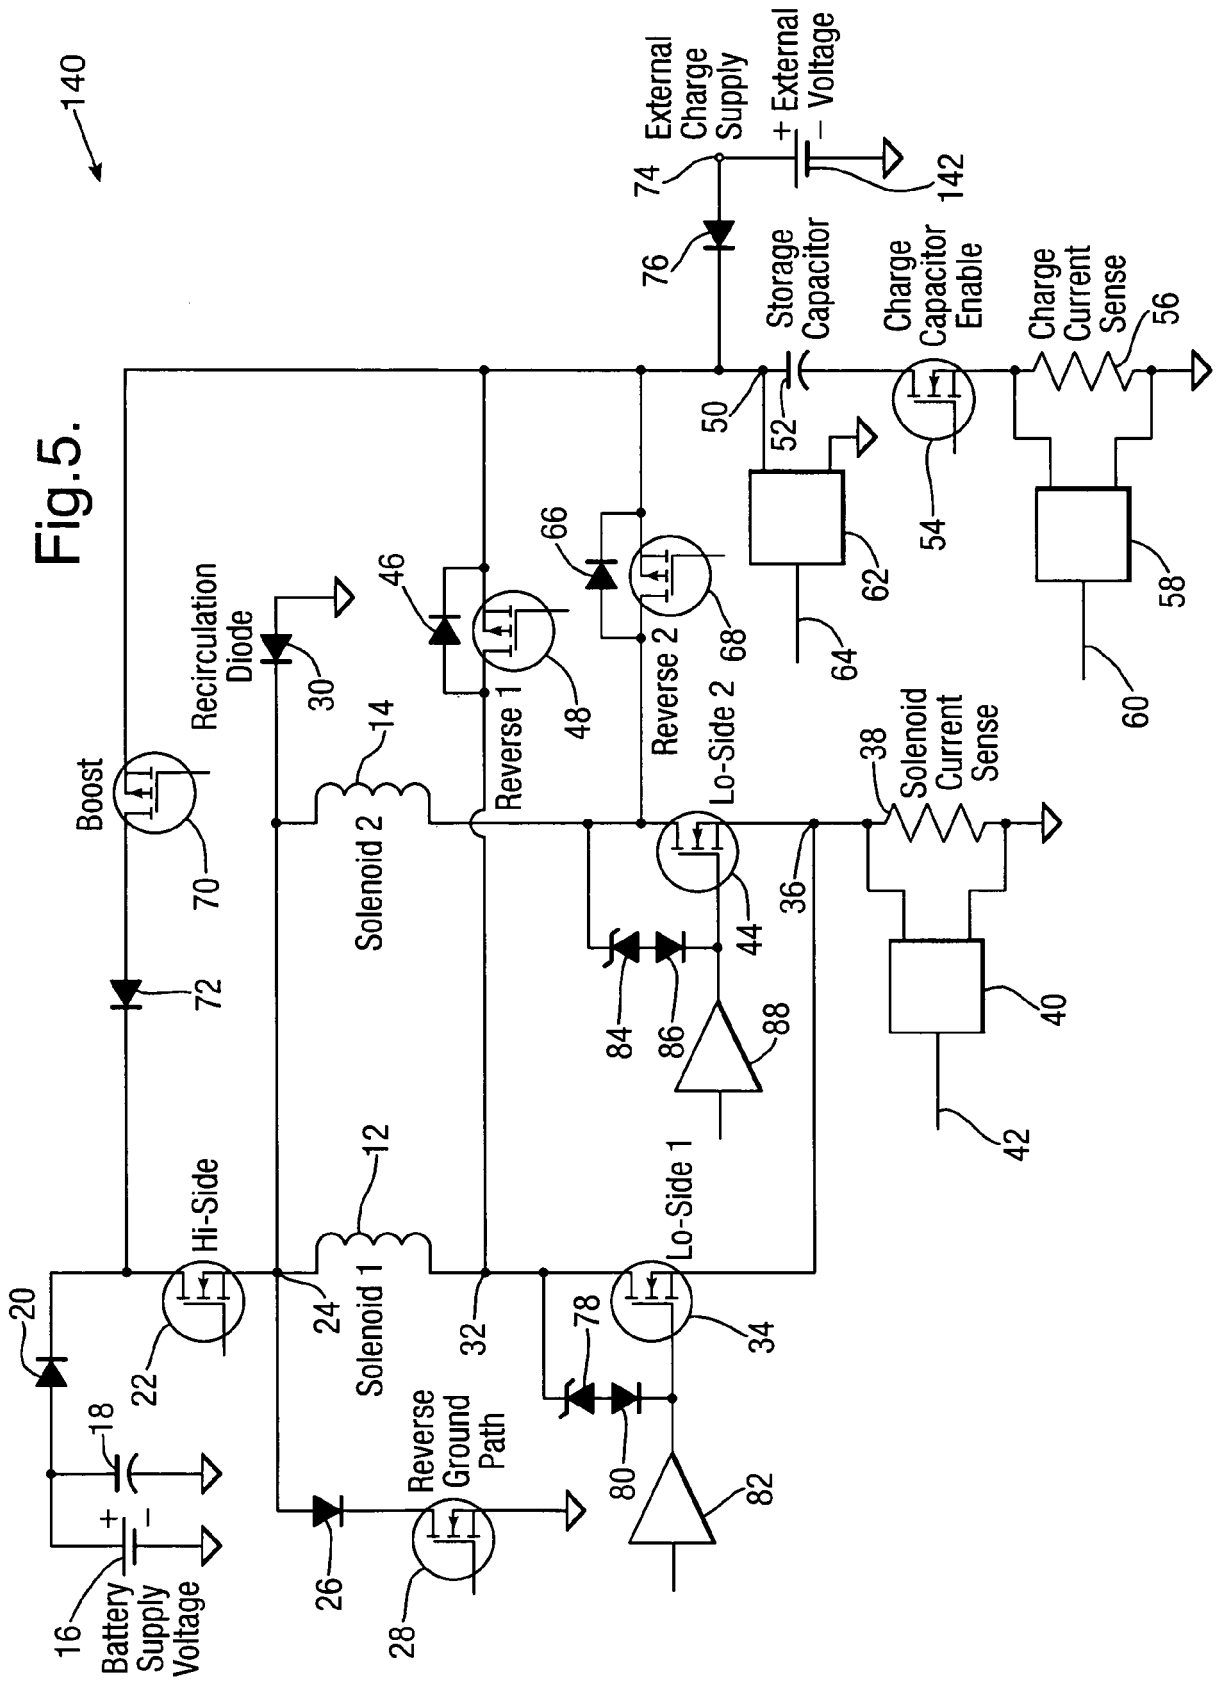 Fig.5.
140
Battery
Supply
Voltage
16
+
−
18
20
22
Hi-Side
72
70
Boost
24
26
28
Reverse
Ground
Path
Solenoid 1
12
Solenoid 2
14
Recirculation
Diode
30
32
Reverse 1
46
48
Reverse 2
66
68
78
80
82
Lo-Side 1
34
84
86
88
Lo-Side 2
44
36
38
Solenoid
Current
Sense
40
42
External
Charge
Supply
74
76
+ External
− Voltage
142
50
52
Storage
Capacitor
62
64
54
Charge
Capacitor
Enable
Charge
Current
Sense
56
58
60